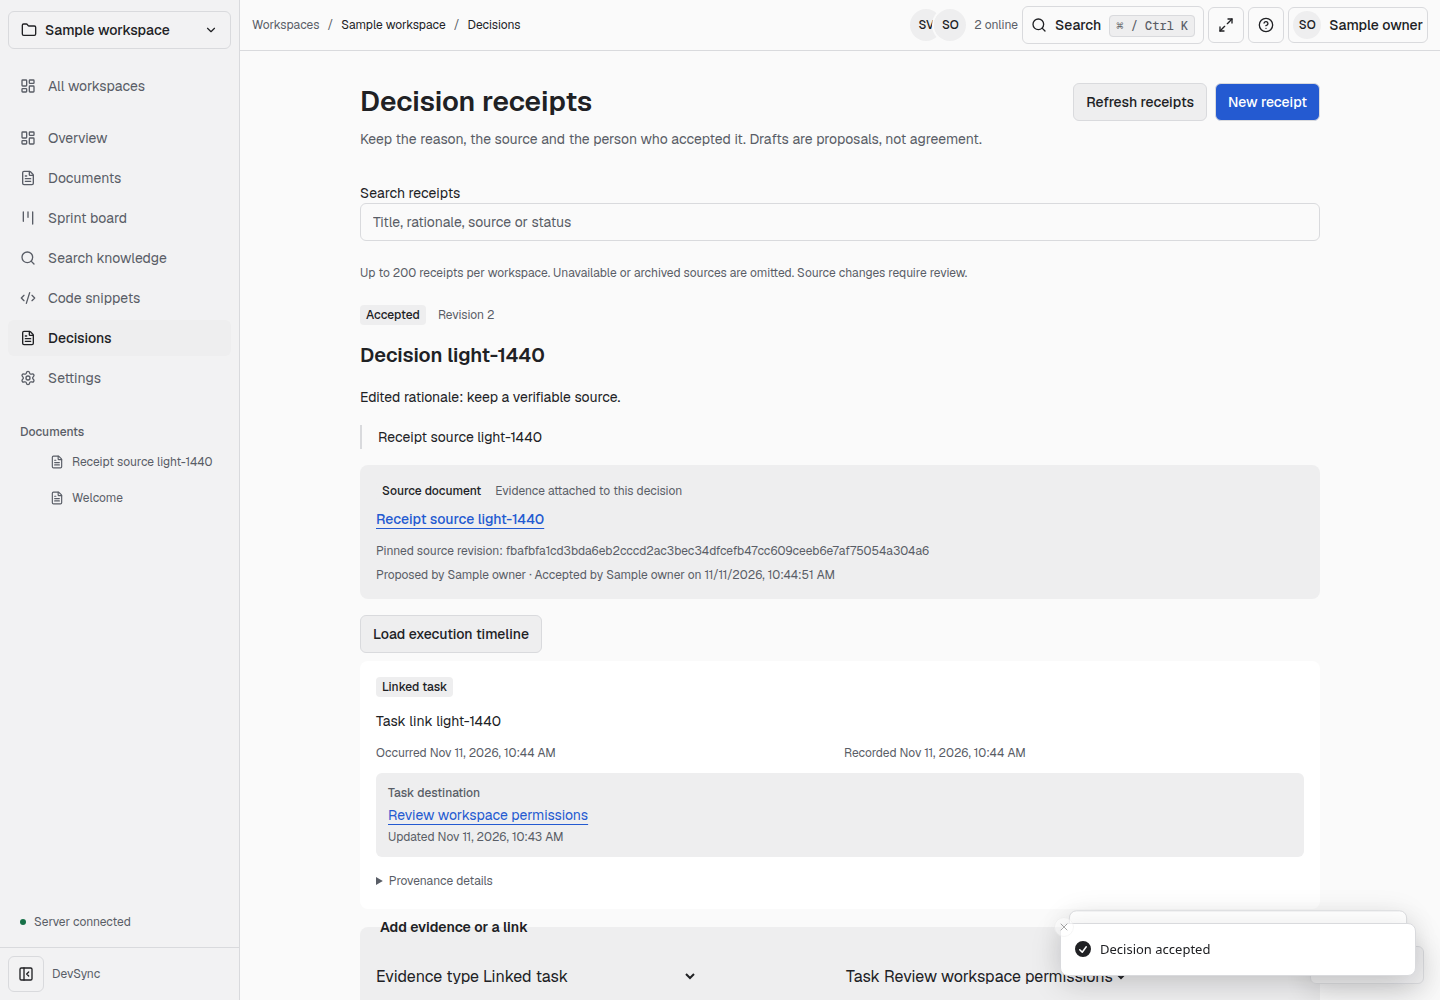 Sample workspace
Workspaces / Sample workspace / Decisions
SV SO 2 online
Search ⌘ / Ctrl K
SO Sample owner
All workspaces
Overview
Documents
Sprint board
Search knowledge
Code snippets
Decisions
Settings
Documents
Receipt source light-1440
Welcome
Server connected
DevSync
Decision receipts
Refresh receipts
New receipt
Keep the reason, the source and the person who accepted it. Drafts are proposals, not agreement.
Search receipts
Title, rationale, source or status
Up to 200 receipts per workspace. Unavailable or archived sources are omitted. Source changes require review.
Accepted Revision 2
Decision light-1440
Edited rationale: keep a verifiable source.
Receipt source light-1440
Source document Evidence attached to this decision
Receipt source light-1440
Pinned source revision: fbafbfa1cd3bda6eb2cccd2ac3bec34dfcefb47cc609ceeb6e7af75054a304a6
Proposed by Sample owner · Accepted by Sample owner on 11/11/2026, 10:44:51 AM
Load execution timeline
Linked task
Task link light-1440
Occurred Nov 11, 2026, 10:44 AM
Recorded Nov 11, 2026, 10:44 AM
Task destination
Review workspace permissions
Updated Nov 11, 2026, 10:43 AM
Provenance details
Add evidence or a link
Evidence type Linked task
Task Review workspace permissions
Decision accepted